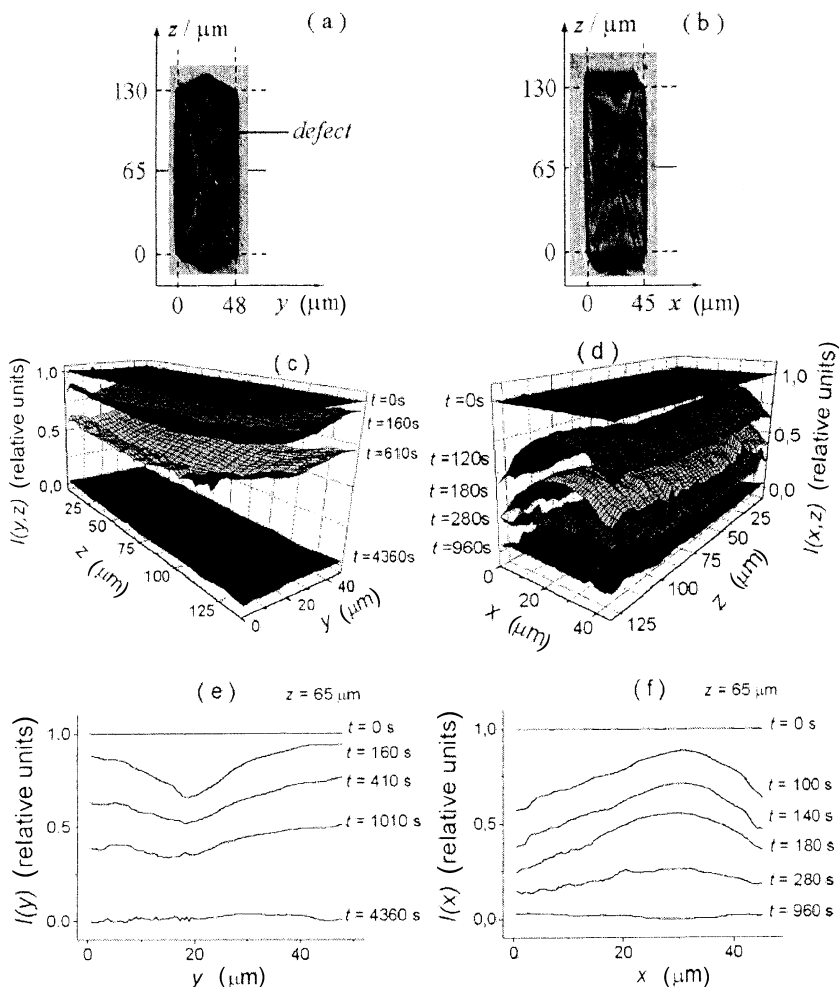 z / μm (a)
130
defect
65
0
0 48 y (μm)
z / μm (b)
130
65
0
0 45 x (μm)
(c)
I(y,z) (relative units)
1.0
0.5
0.0
t=0s
t=160s
t=610s
t=4360s
25 50 75 100 125
z (μm)
0 20 40
y (μm)
(d)
I(x,z) (relative units)
1.0
0.5
0,0
t=0s
t=120s
t=180s
t=280s
t=960s
0 20 40
x (μm)
25 50 75 100 125
z (μm)
(e) z = 65 μm
I(y) (relative units)
1.0
0.5
0.0
t = 0 s
t = 160 s
t = 410 s
t = 1010 s
t = 4360 s
0 20 40
y (μm)
(f) z = 65 μm
I(x) (relative units)
1.0
0.5
0,0
t = 0 s
t = 100 s
t = 140 s
t = 180 s
t = 280 s
t = 960 s
0 20 40
x (μm)